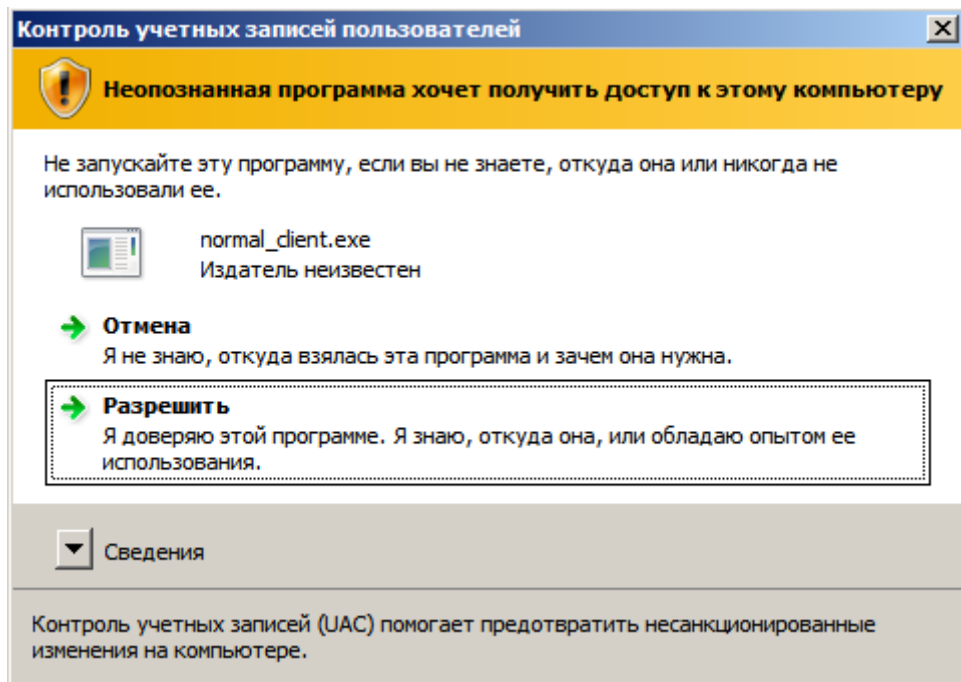 Контроль учетных записей пользователей
Неопознанная программа хочет получить доступ к этому компьютеру
Не запускайте эту программу, если вы не знаете, откуда она или никогда не
использовали ее.
normal_client.exe
Издатель неизвестен
Отмена
Я не знаю, откуда взялась эта программа и зачем она нужна.
Разрешить
Я доверяю этой программе. Я знаю, откуда она, или обладаю опытом ее
использования.
Сведения
Контроль учетных записей (UAC) помогает предотвратить несанкционированные
изменения на компьютере.